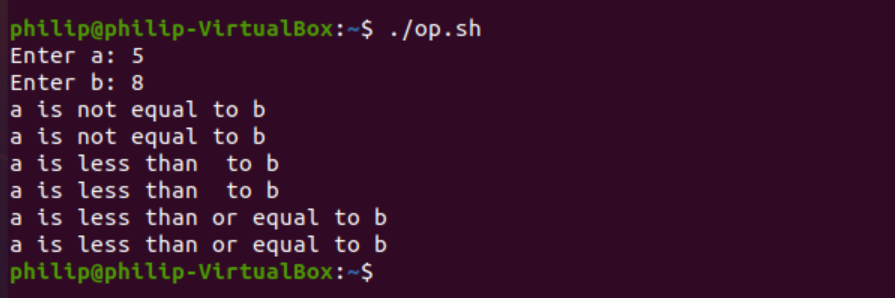 philip@philip-VirtualBox:~$ ./op.sh
Enter a: 5
Enter b: 8
a is not equal to b
a is not equal to b
a is less than  to b
a is less than  to b
a is less than or equal to b
a is less than or equal to b
philip@philip-VirtualBox:~$